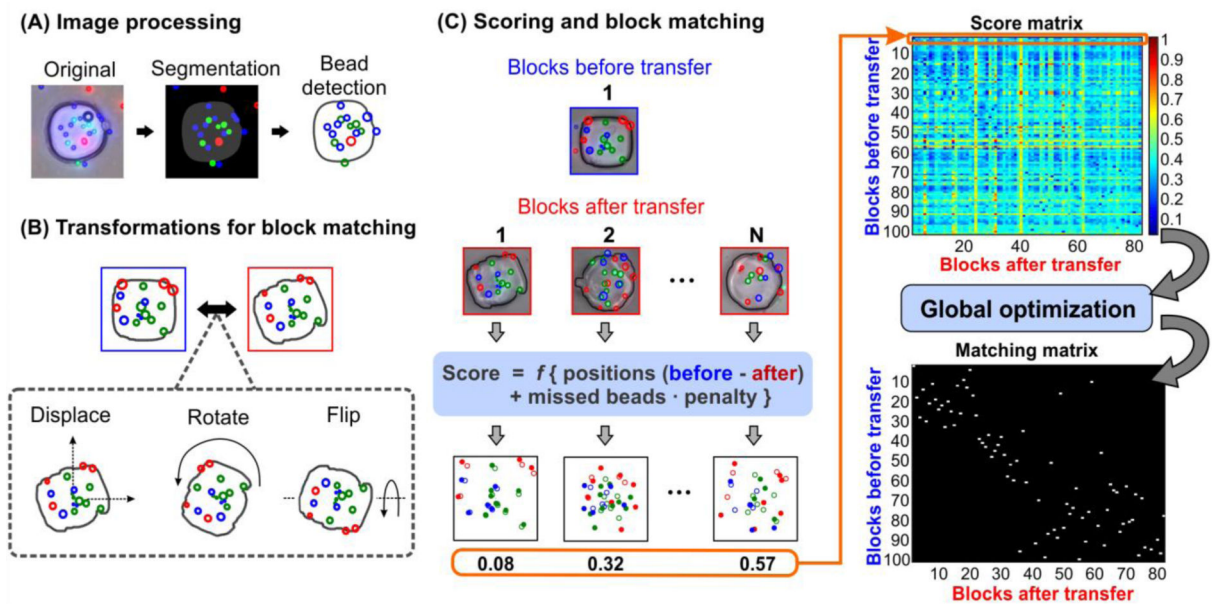 (A) Image processing
Original
Segmentation
Bead
detection
(B) Transformations for block matching
Displace
Rotate
Flip
(C) Scoring and block matching
Blocks before transfer
1
Blocks after transfer
1
2
N
...
Score = f { positions (before - after)
+ missed beads · penalty }
...
0.08
0.32
0.57
Score matrix
Blocks before transfer
10
20
30
40
50
60
70
80
90
100
20
40
60
80
Blocks after transfer
1
0.9
0.8
0.7
0.6
0.5
0.4
0.3
0.2
0.1
Global optimization
Matching matrix
Blocks before transfer
10
20
30
40
50
60
70
80
90
100
10 20 30 40 50 60 70 80
Blocks after transfer